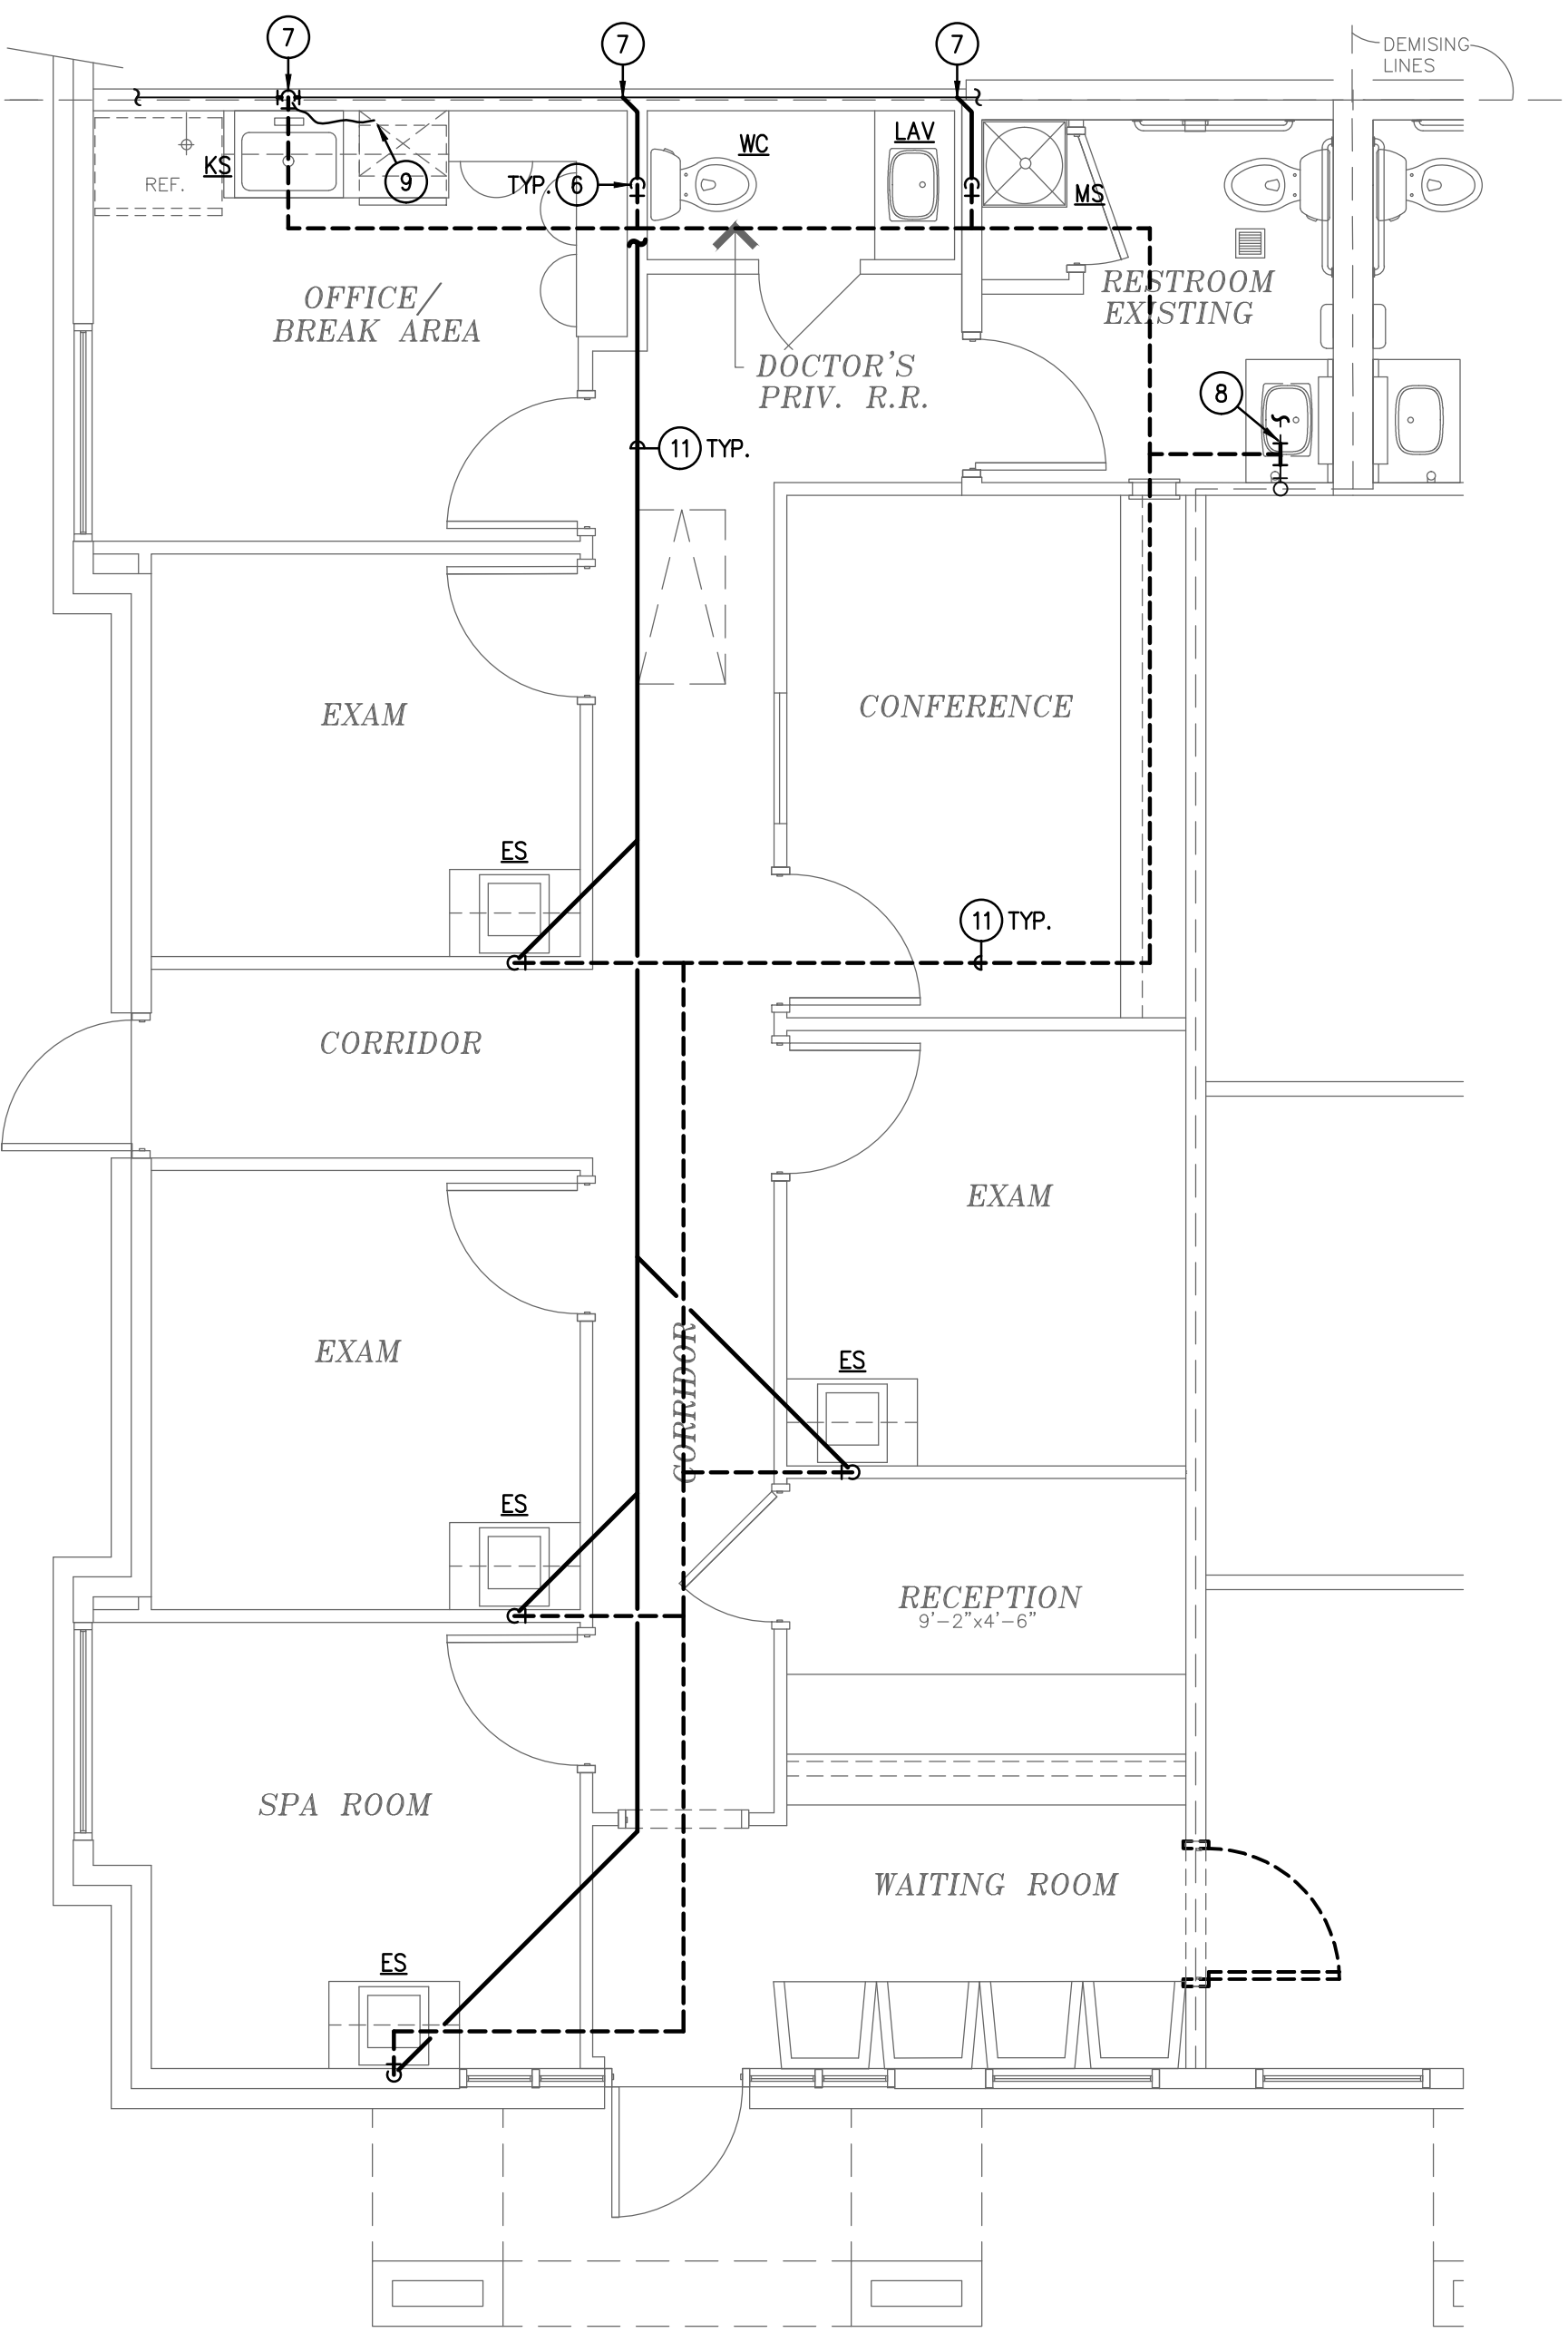 7
7
7
DEMISING
LINES
KS
REF.
9
TYP. 6
WC
LAV
MS
OFFICE/
BREAK AREA
RESTROOM
EXISTING
DOCTOR'S
PRIV. R.R.
8
11 TYP.
EXAM
CONFERENCE
ES
11 TYP.
CORRIDOR
EXAM
EXAM
CORRIDOR
ES
ES
RECEPTION
9'-2"x4'-6"
SPA ROOM
WAITING ROOM
ES